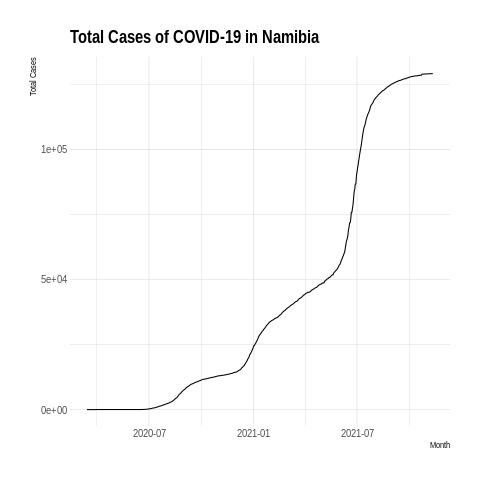 Total Cases of COVID-19 in Namibia
Total Cases
1e+05
5e+04
0e+00
2020-07 2021-01 2021-07
Month